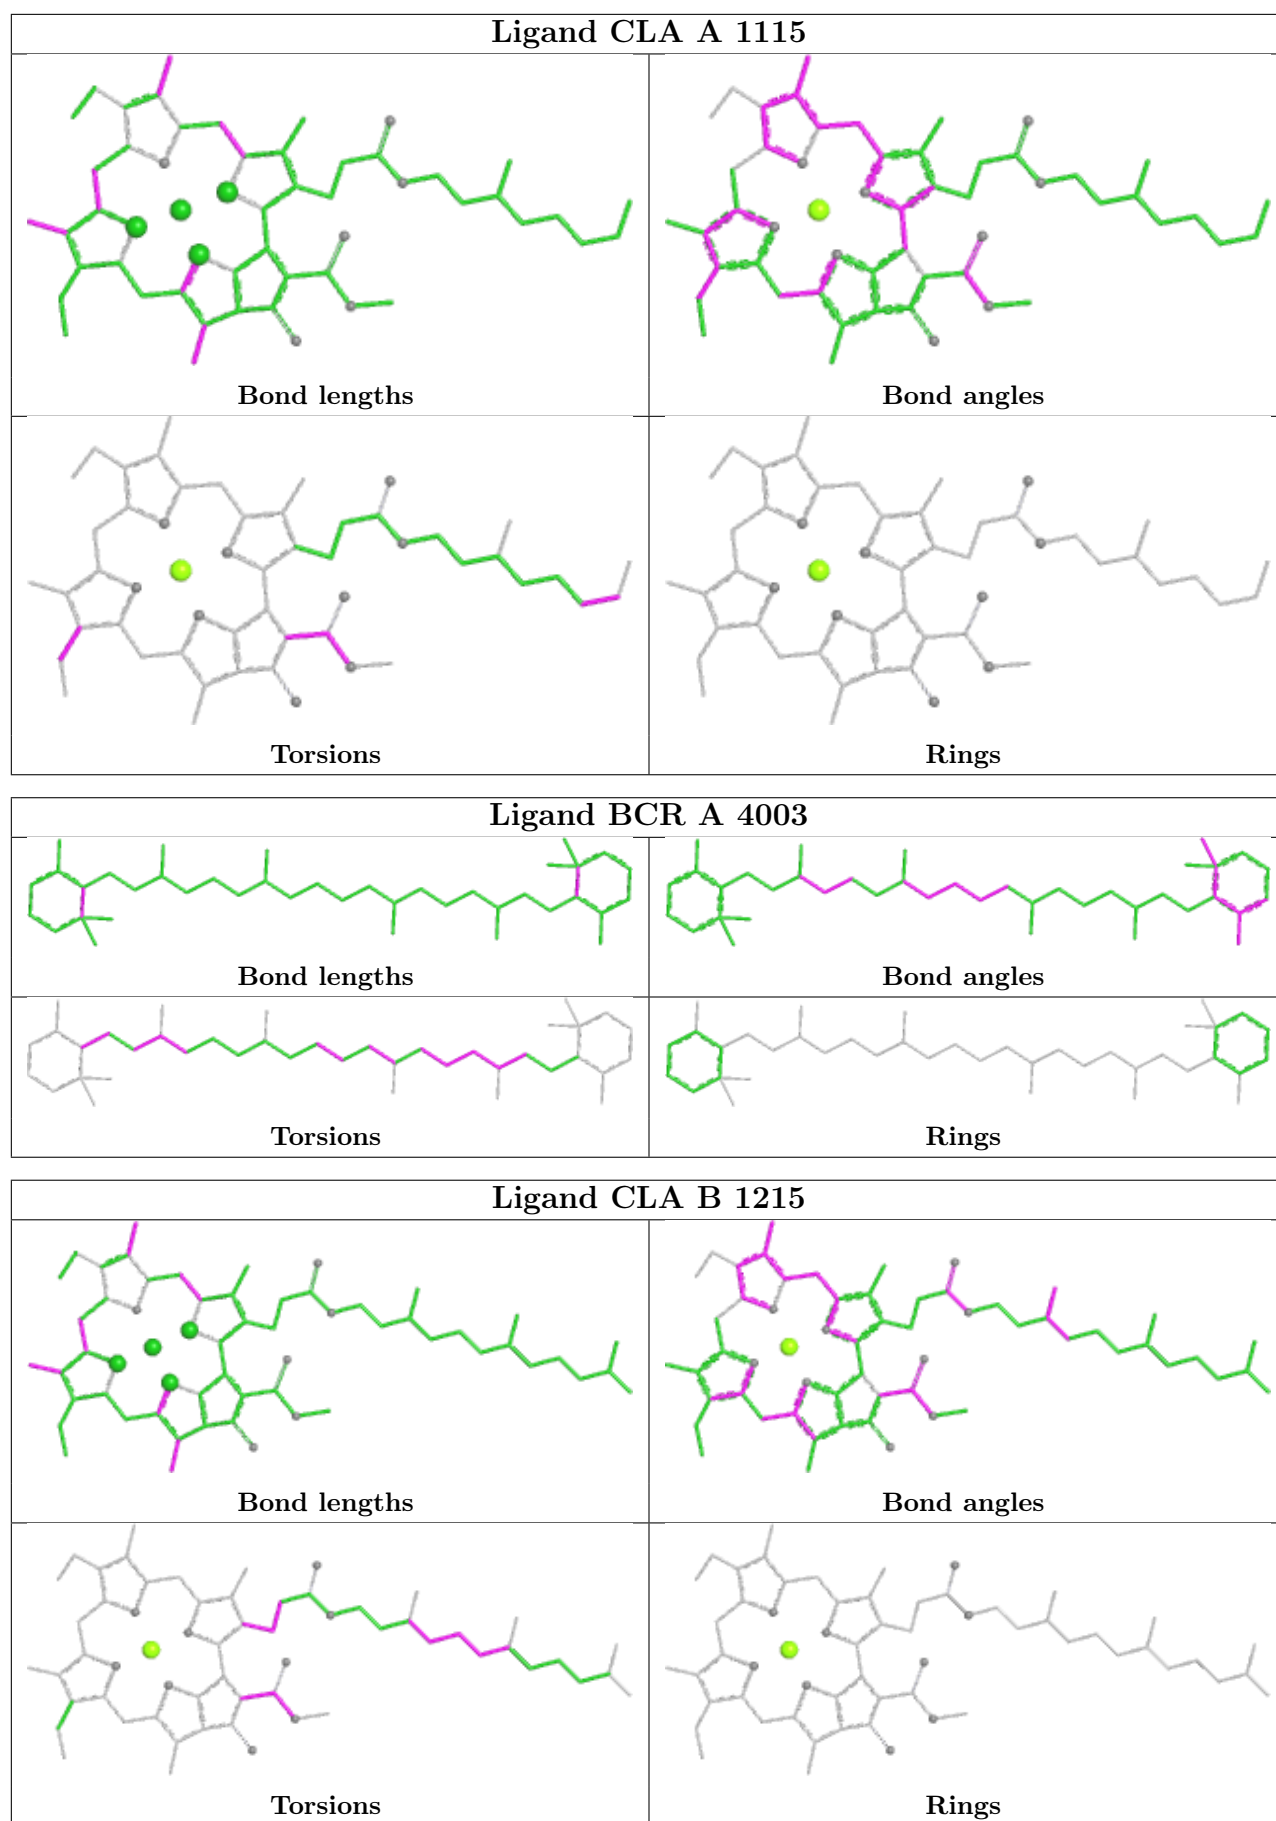 Ligand CLA A 1115
Bond lengths
Bond angles
Torsions
Rings
Ligand BCR A 4003
Bond lengths
Bond angles
Torsions
Rings
Ligand CLA B 1215
Bond lengths
Bond angles
Torsions
Rings